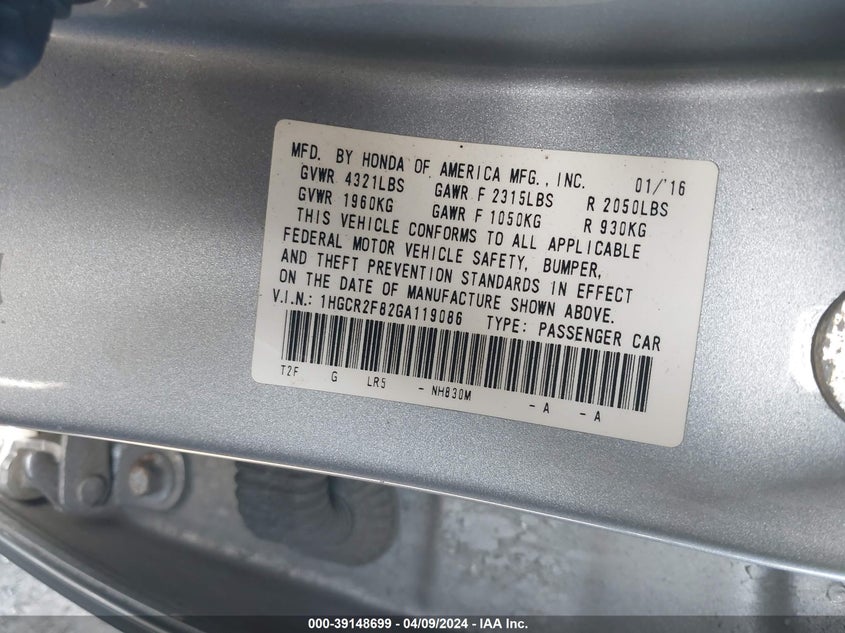 MFD. BY HONDA OF AMERICA MFG., INC. 01/'16
GVWR 4321LBS GAWR F 2315LBS R 2050LBS
GVWR 1960KG GAWR F 1050KG R 930KG
THIS VEHICLE CONFORMS TO ALL APPLICABLE
FEDERAL MOTOR VEHICLE SAFETY, BUMPER,
AND THEFT PREVENTION STANDARDS IN EFFECT
ON THE DATE OF MANUFACTURE SHOWN ABOVE.
V.I.N.: 1HGCR2F82GA119086 TYPE: PASSENGER CAR
T2F G LR5 - NH830M - A - A
000-39148699 - 04/09/2024 - IAA Inc.